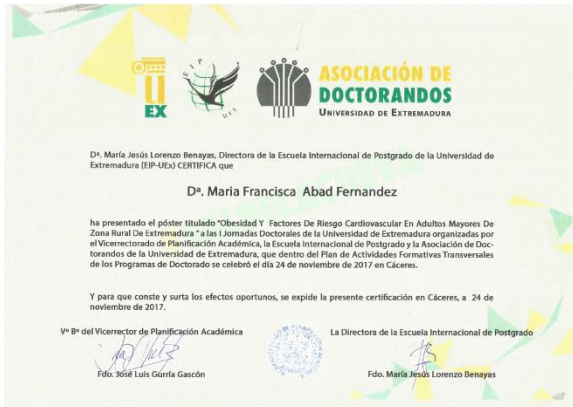 UEX
EIP
UEX
ASOCIACIÓN DE
DOCTORANDOS
UNIVERSIDAD DE EXTREMADURA
Dª. María Jesús Lorenzo Benayas, Directora de la Escuela Internacional de Postgrado de la Universidad de
Extremadura (EIP-UEx) CERTIFICA que
Dª. Maria Francisca Abad Fernandez
ha presentado el póster titulado "Obesidad Y Factores De Riesgo Cardiovascular En Adultos Mayores De
Zona Rural De Extremadura " a las I Jornadas Doctorales de la Universidad de Extremadura organizadas por
el Vicerrectorado de Planificación Académica, la Escuela Internacional de Postgrado y la Asociación de Doc-
torandos de la Universidad de Extremadura, que dentro del Plan de Actividades Formativas Transversales
de los Programas de Doctorado se celebró el día 24 de noviembre de 2017 en Cáceres.
Y para que conste y surta los efectos oportunos, se expide la presente certificación en Cáceres, a 24 de
noviembre de 2017.
Vº Bº del Vicerrector de Planificación Académica
La Directora de la Escuela Internacional de Postgrado
Fdo. José Luis Gurría Gascón
Fdo. María Jesús Lorenzo Benayas